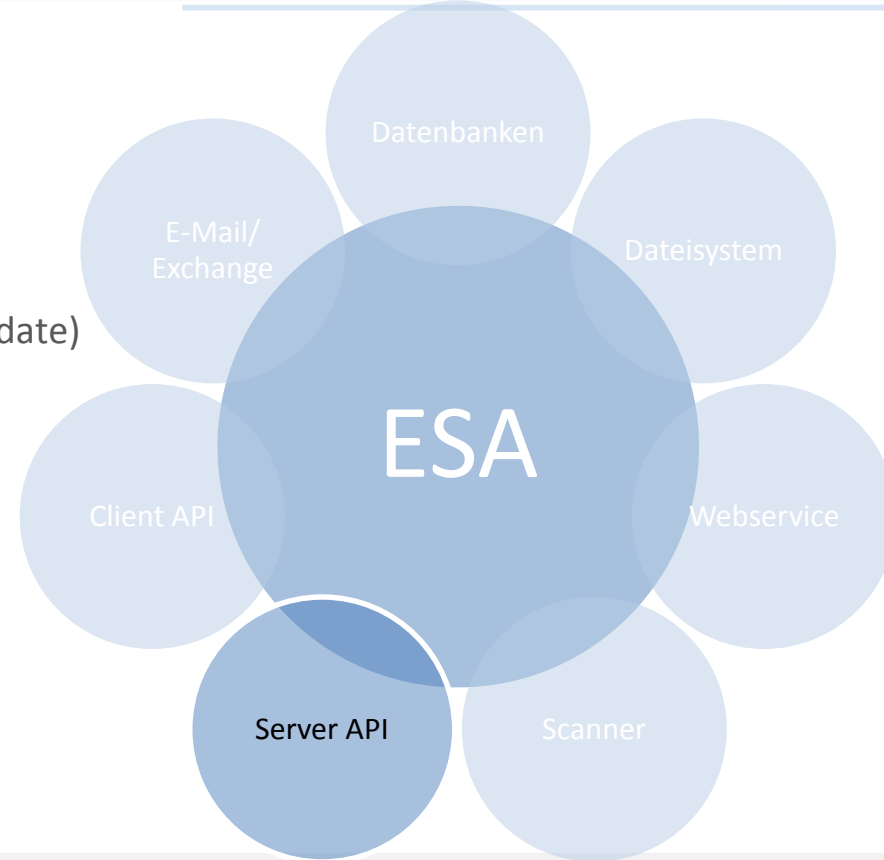 Datenbanken
E-Mail/
Exchange
Dateisystem
date)
ESA
Client API
Webservice
Server API
Scanner